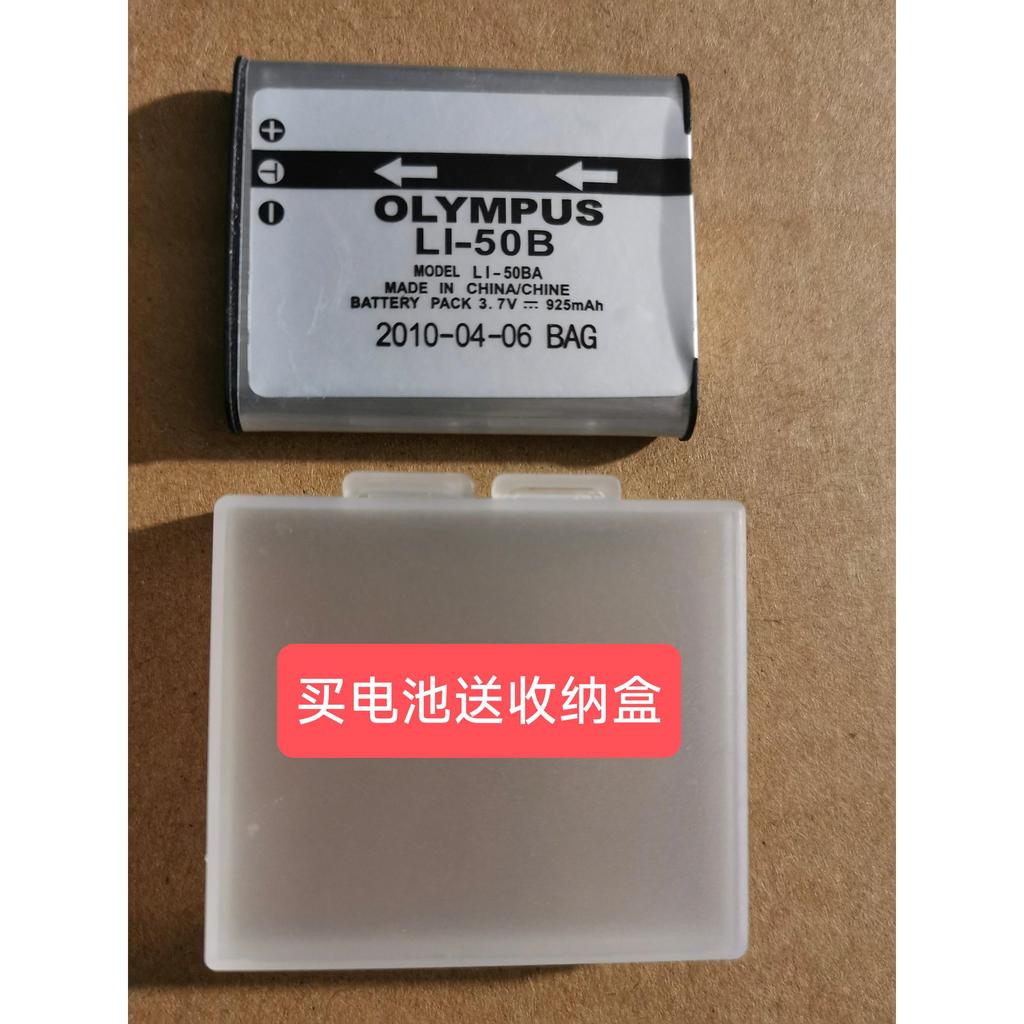 +
T
-
OLYMPUS
LI-50B
MODEL LI-50BA
MADE IN CHINA/CHINE
BATTERY PACK 3.7V⎓925mAh
2010-04-06 BAG
买电池送收纳盒